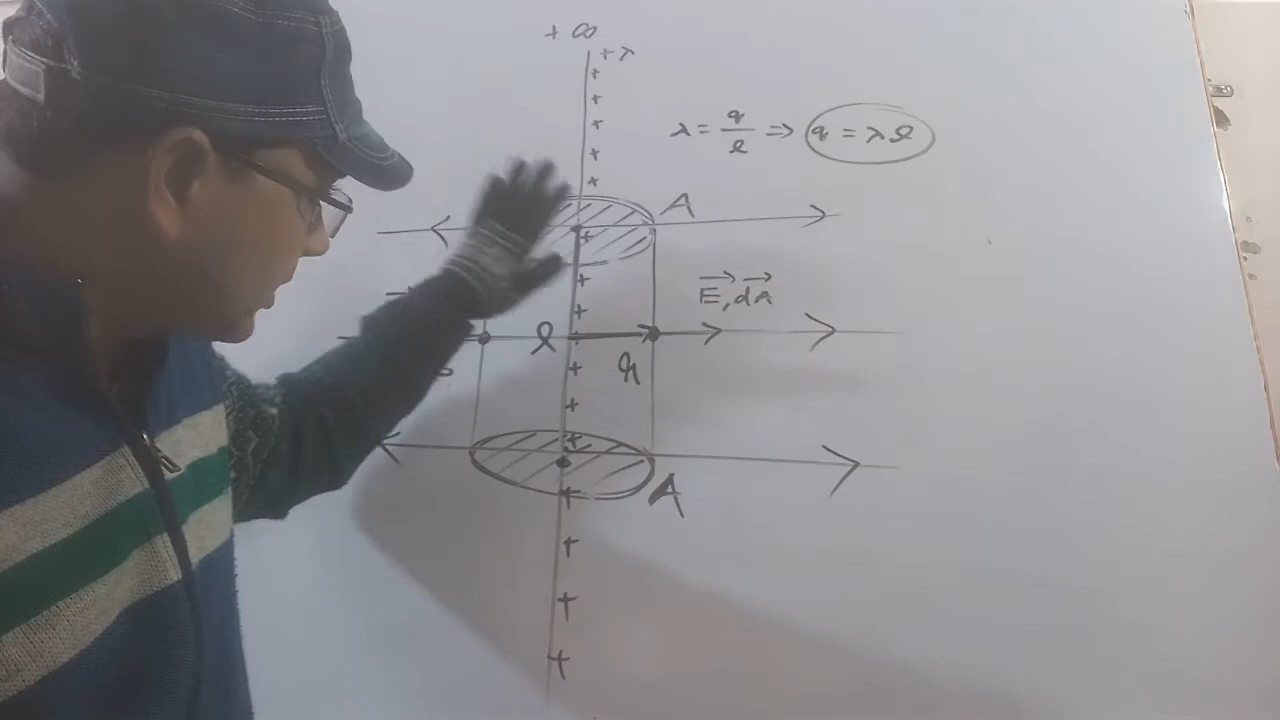 + ∞
+ λ
λ = q/l ⇒ q = λl
A
E⃗, dA⃗
l
r
A